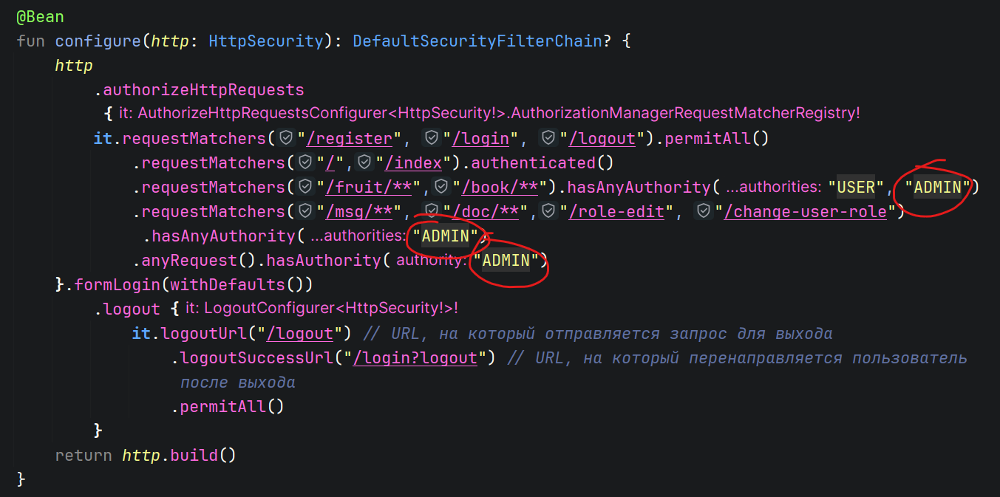 @Bean
fun configure(http: HttpSecurity): DefaultSecurityFilterChain? {
http
.authorizeHttpRequests
{ it: AuthorizeHttpRequestsConfigurer<HttpSecurity!>.AuthorizationManagerRequestMatcherRegistry!
it.requestMatchers("/register", "/login", "/logout").permitAll()
.requestMatchers("/","/index").authenticated()
.requestMatchers("/fruit/**","/book/**").hasAnyAuthority( ...authorities: "USER", "ADMIN")
.requestMatchers("/msg/**", "/doc/**","/role-edit", "/change-user-role")
.hasAnyAuthority( ...authorities: "ADMIN")
.anyRequest().hasAuthority( authority: "ADMIN")
}.formLogin(withDefaults())
.logout { it: LogoutConfigurer<HttpSecurity!>!
it.logoutUrl("/logout") // URL, на который отправляется запрос для выхода
.logoutSuccessUrl("/login?logout") // URL, на который перенаправляется пользователь
после выхода
.permitAll()
}
return http.build()
}